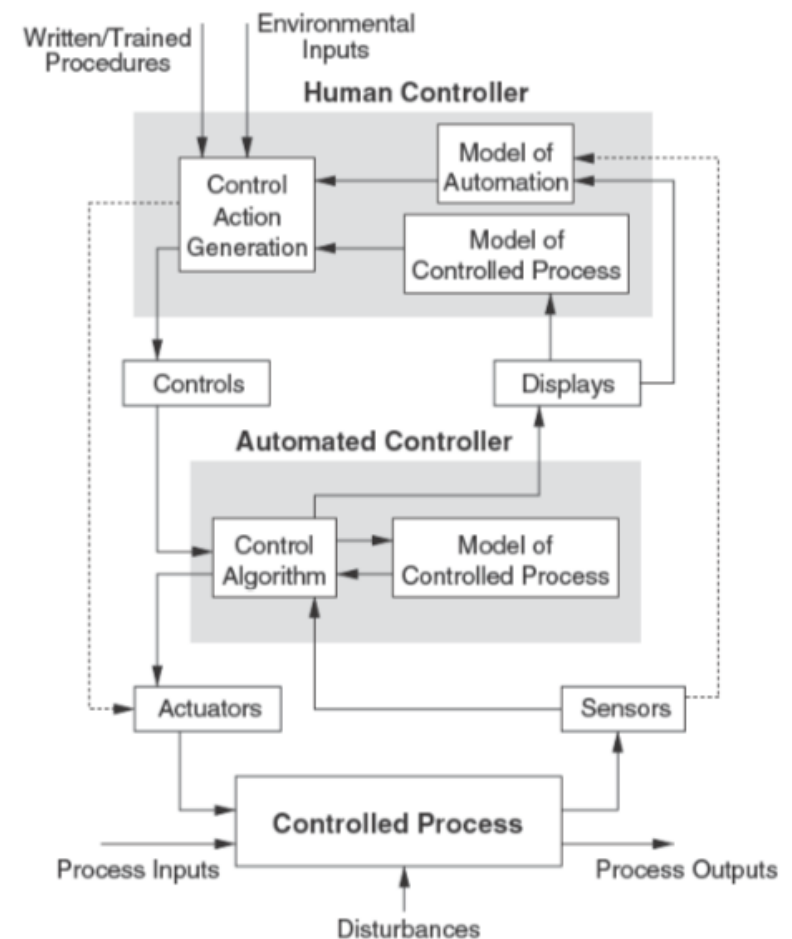 Written/Trained
Procedures
Environmental
Inputs
Human Controller
Control
Action
Generation
Model of
Automation
Model of
Controlled Process
Controls
Displays
Automated Controller
Control
Algorithm
Model of
Controlled Process
Actuators
Sensors
Controlled Process
Process Inputs
Process Outputs
Disturbances